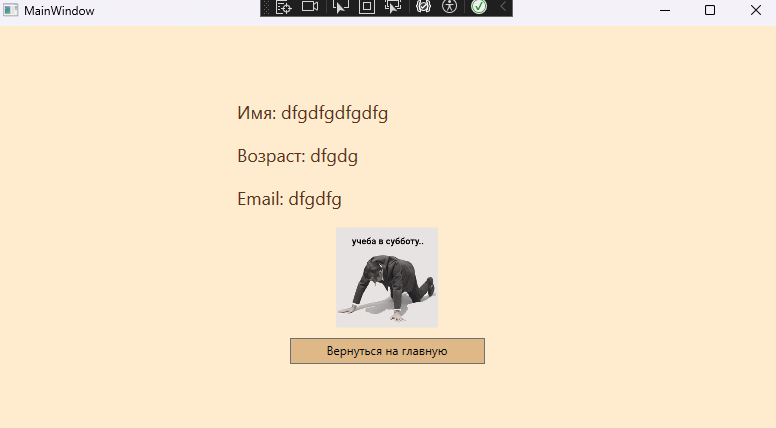 MainWindow
Имя: dfgdfgdfgdfg
Возраст: dfgdg
Email: dfgdfg
учеба в субботу..
Вернуться на главную